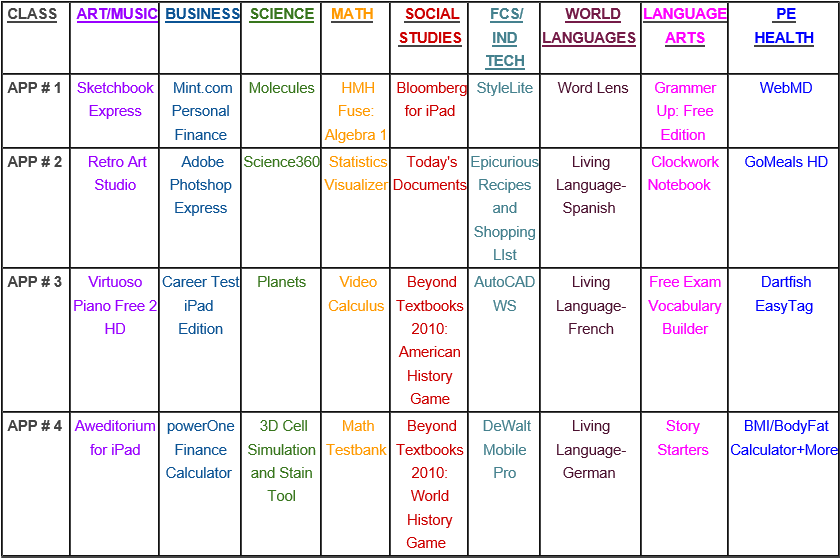 CLASS
ART/MUSIC
BUSINESS
SCIENCE
MATH
SOCIAL
STUDIES
FCS/
IND
TECH
WORLD
LANGUAGES
LANGUAGE
ARTS
PE
HEALTH
APP # 1
Sketchbook
Express
Mint.com
Personal
Finance
Molecules
HMH
Fuse:
Algebra 1
Bloomberg
for iPad
StyleLite
Word Lens
Grammer
Up: Free
Edition
WebMD
APP # 2
Retro Art
Studio
Adobe
Photshop
Express
Science360
Statistics
Visualizer
Today's
Documents
Epicurious
Recipes
and
Shopping
LIst
Living
Language-
Spanish
Clockwork
Notebook
GoMeals HD
APP # 3
Virtuoso
Piano Free 2
HD
Career Test
iPad
Edition
Planets
Video
Calculus
Beyond
Textbooks
2010:
American
History
Game
AutoCAD
WS
Living
Language-
French
Free Exam
Vocabulary
Builder
Dartfish
EasyTag
APP # 4
Aweditorium
for iPad
powerOne
Finance
Calculator
3D Cell
Simulation
and Stain
Tool
Math
Testbank
Beyond
Textbooks
2010:
World
History
Game
DeWalt
Mobile
Pro
Living
Language-
German
Story
Starters
BMI/BodyFat
Calculator+More